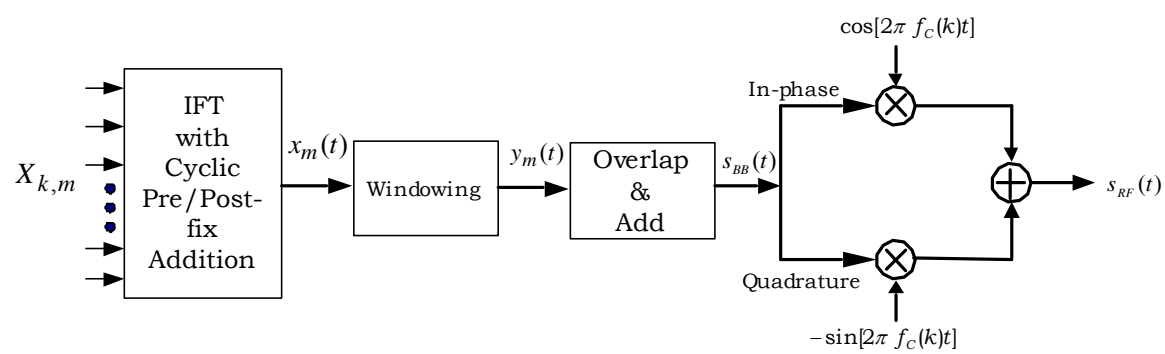 cos[2π f_C(k)t]
In-phase
IFT
with
Cyclic
Pre/Post-
fix
Addition
X_{k,m}
x_m(t)
Windowing
y_m(t)
Overlap
&
Add
s_{BB}(t)
s_{RF}(t)
Quadrature
−sin[2π f_C(k)t]